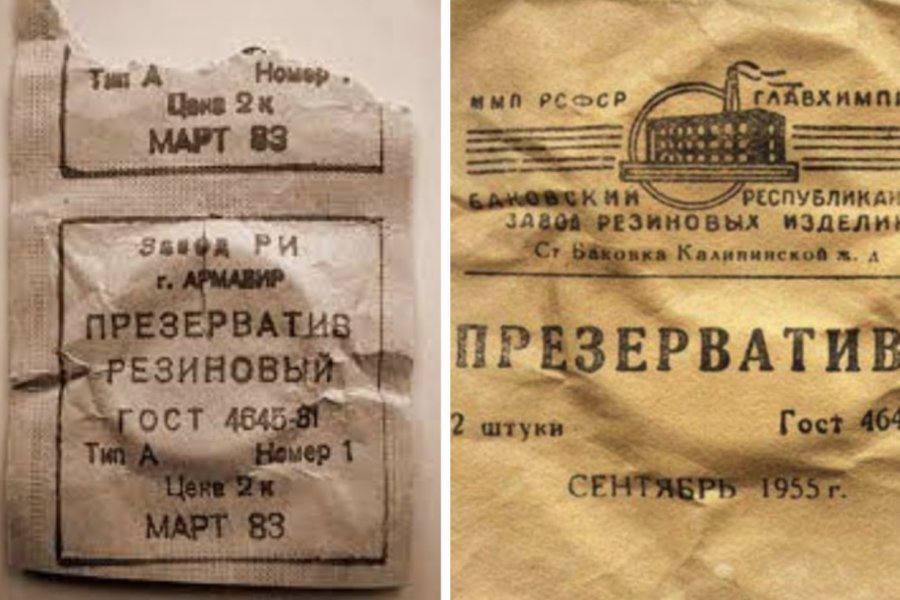 Тип А Номер
Цена 2 к
МАРТ 83
Завод РИ
г. АРМАВИР
ПРЕЗЕРВАТИВ
РЕЗИНОВЫЙ
ГОСТ 4645-81
Тип А Номер 1
Цена 2 к
МАРТ 83
ММП РСФСР ГЛАВХИМП
БАКОВСКИЙ РЕСПУБЛИКАН
ЗАВОД РЕЗИНОВЫХ ИЗДЕЛИ
Ст Баковка Калининской ж. д
ПРЕЗЕРВАТИВ
2 штуки Гост 464
СЕНТЯБРЬ 1955 г.